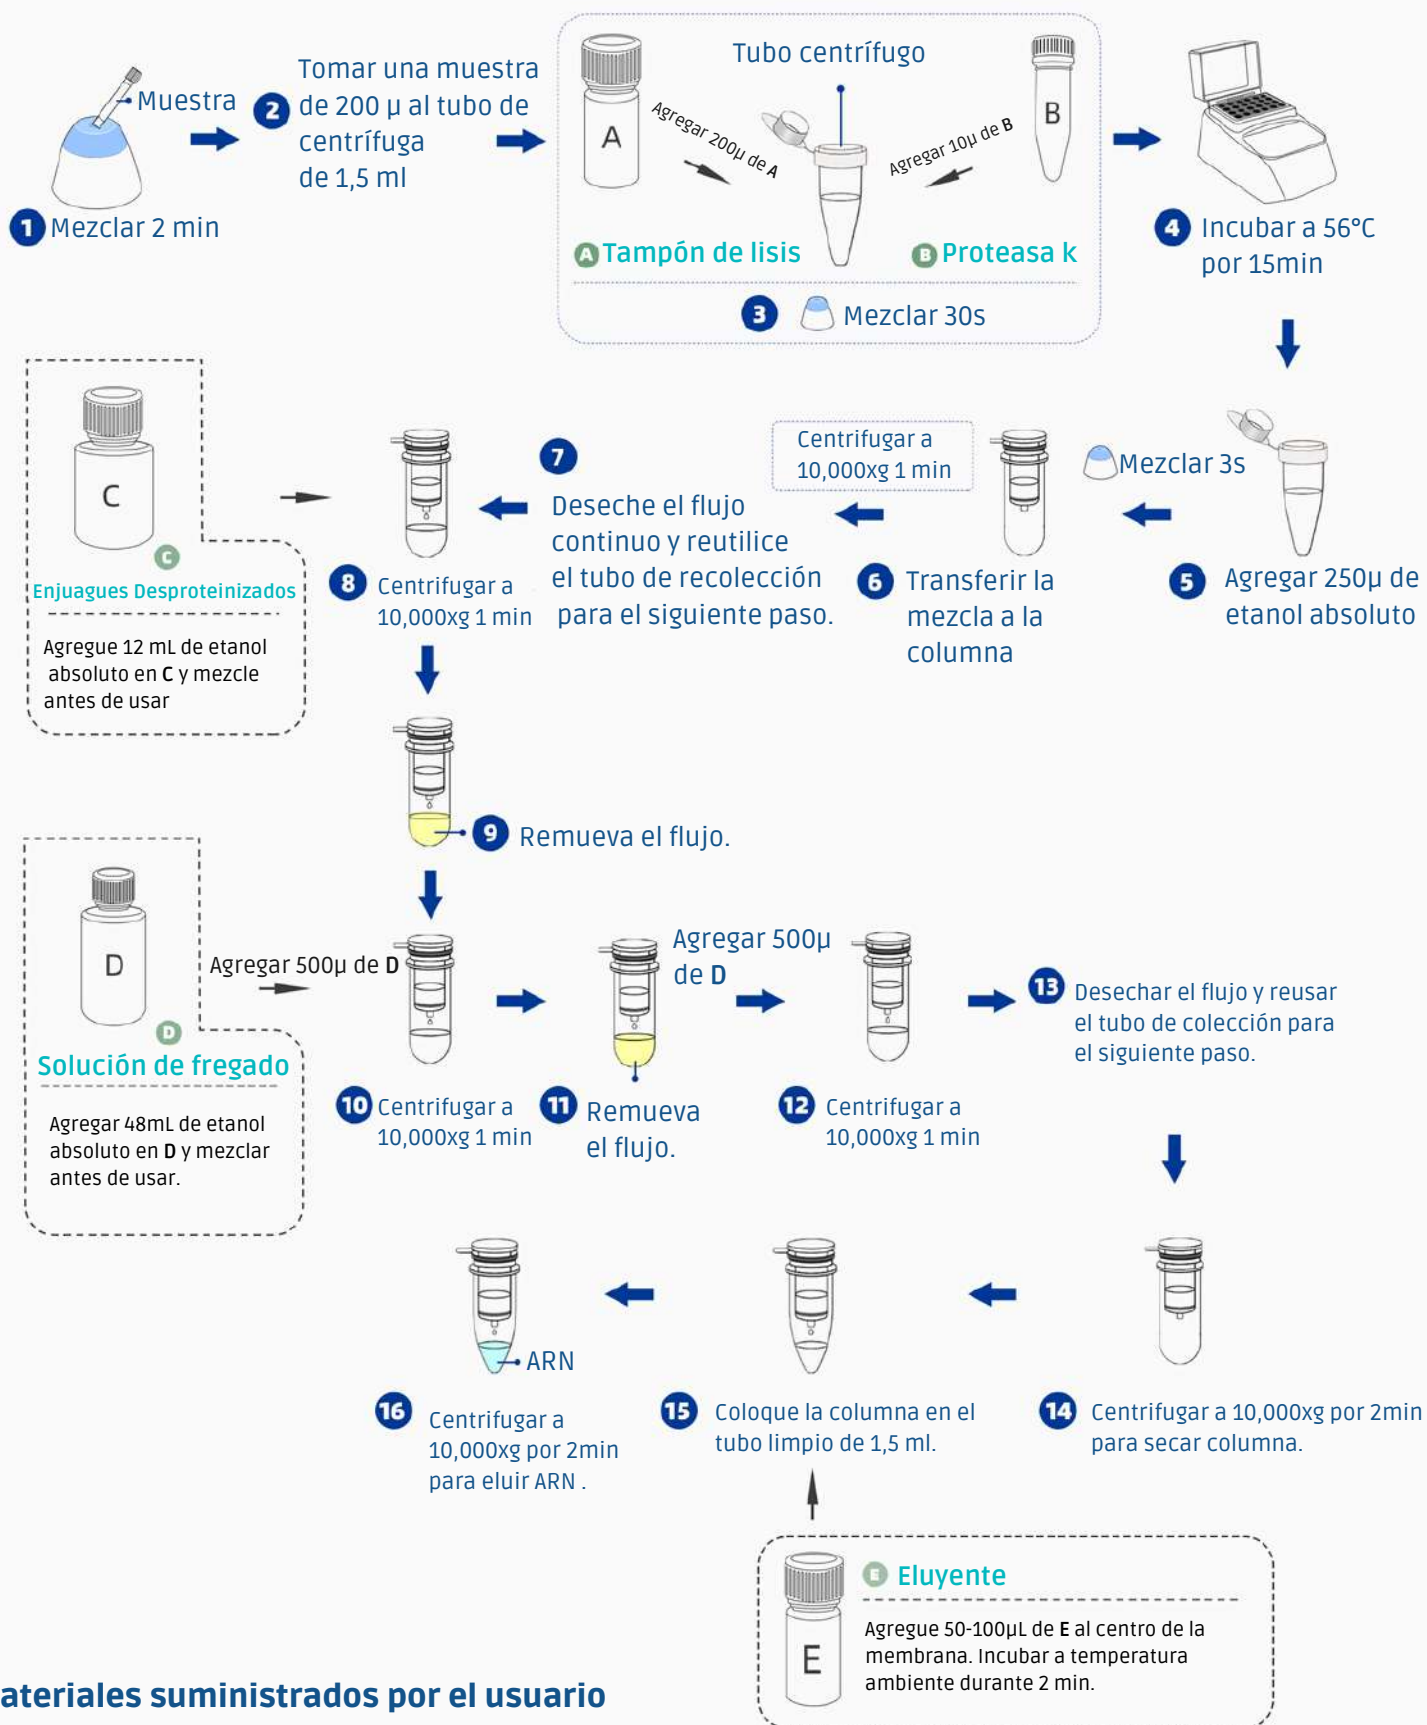 Muestra
1 Mezclar 2 min
2
Tomar una muestra
de 200 µ al tubo de
centrífuga
de 1,5 ml
Tubo centrífugo
A
Agregar 200µ de A
Agregar 10µ de B
B
A Tampón de lisis
B Proteasa k
3 Mezclar 30s
4 Incubar a 56°C
por 15min
Mezclar 3s
5 Agregar 250µ de
etanol absoluto
Centrifugar a
10,000xg 1 min
6 Transferir la
mezcla a la
columna
7
Deseche el flujo
continuo y reutilice
el tubo de recolección
para el siguiente paso.
C
C
Enjuagues Desproteinizados
Agregue 12 mL de etanol
absoluto en C y mezcle
antes de usar
8 Centrifugar a
10,000xg 1 min
9 Remueva el flujo.
D
D
Solución de fregado
Agregar 48mL de etanol
absoluto en D y mezclar
antes de usar.
Agregar 500µ de D
10 Centrifugar a
10,000xg 1 min
11 Remueva
el flujo.
Agregar 500µ
de D
12 Centrifugar a
10,000xg 1 min
13 Desechar el flujo y reusar
el tubo de colección para
el siguiente paso.
14 Centrifugar a 10,000xg por 2min
para secar columna.
15 Coloque la columna en el
tubo limpio de 1,5 ml.
ARN
16 Centrifugar a
10,000xg por 2min
para eluir ARN .
E
E Eluyente
Agregue 50-100µL de E al centro de la
membrana. Incubar a temperatura
ambiente durante 2 min.
ateriales suministrados por el usuario